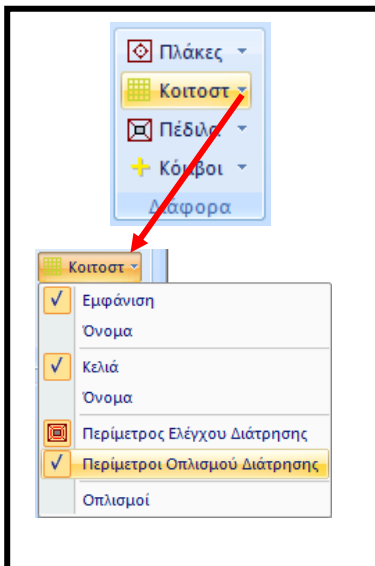 Πλάκες
Κοιτοστ
Πέδιλα
Κόμβοι
Διάφορα
Κοιτοστ
Εμφάνιση
Όνομα
Κελιά
Όνομα
Περίμετρος Ελέγχου Διάτρησης
Περίμετροι Οπλισμού Διάτρησης
Οπλισμοί